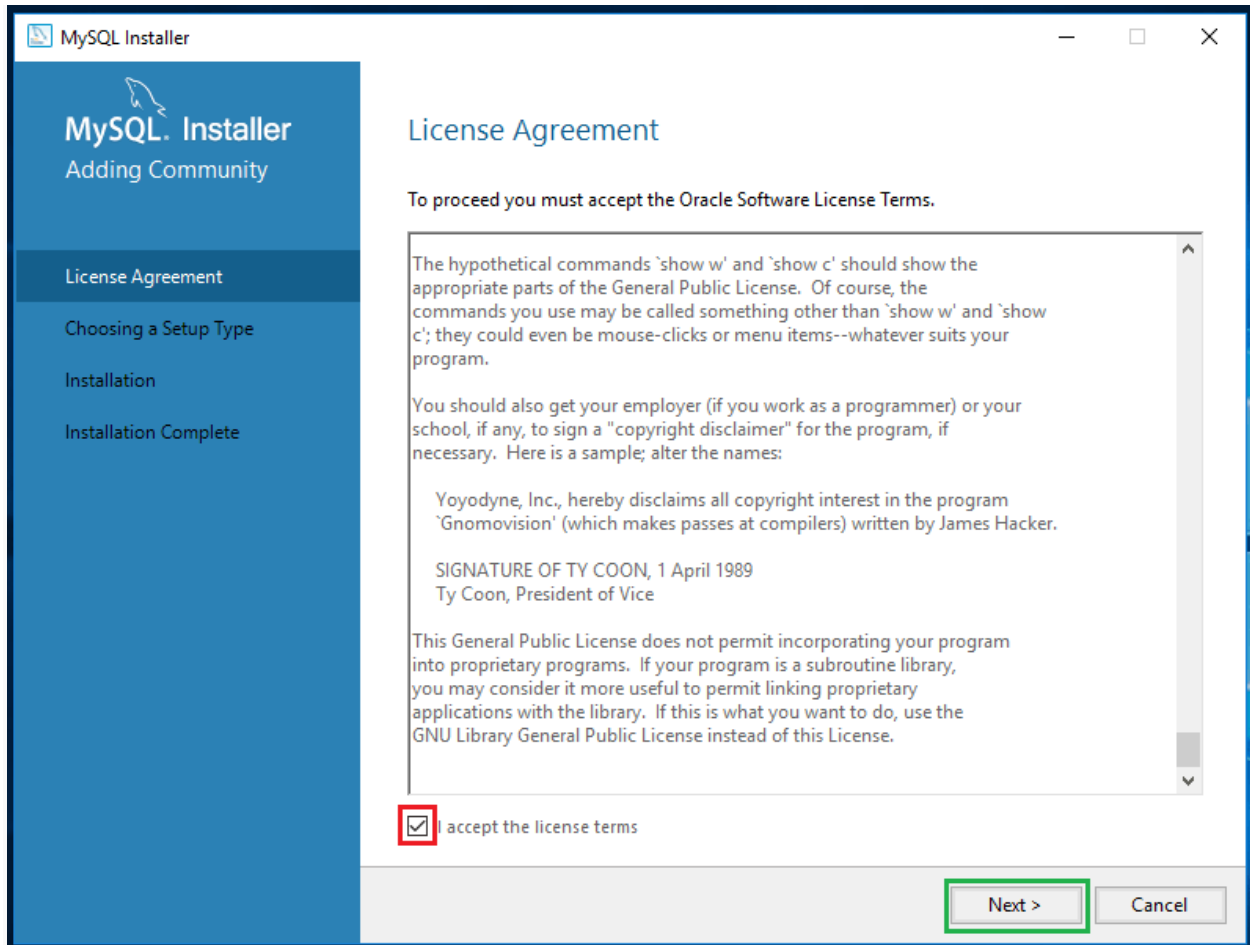 MySQL Installer
MySQL. Installer
Adding Community
License Agreement
Choosing a Setup Type
Installation
Installation Complete
License Agreement
To proceed you must accept the Oracle Software License Terms.
The hypothetical commands `show w' and `show c' should show the
appropriate parts of the General Public License.  Of course, the
commands you use may be called something other than `show w' and `show
c'; they could even be mouse-clicks or menu items--whatever suits your
program.
You should also get your employer (if you work as a programmer) or your
school, if any, to sign a "copyright disclaimer" for the program, if
necessary.  Here is a sample; alter the names:
Yoyodyne, Inc., hereby disclaims all copyright interest in the program
`Gnomovision' (which makes passes at compilers) written by James Hacker.
SIGNATURE OF TY COON, 1 April 1989
Ty Coon, President of Vice
This General Public License does not permit incorporating your program
into proprietary programs.  If your program is a subroutine library,
you may consider it more useful to permit linking proprietary
applications with the library.  If this is what you want to do, use the
GNU Library General Public License instead of this License.
I accept the license terms
Next >
Cancel